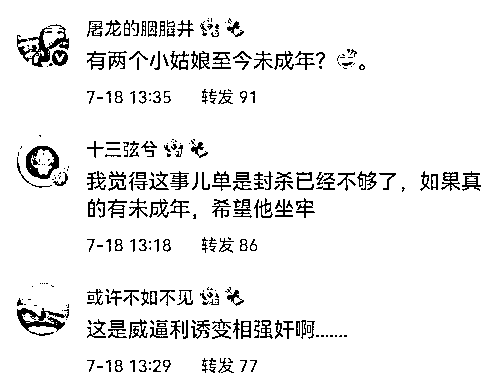 屠龙的胭脂井
有两个小姑娘至今未成年？。
7-18 13:35 转发 91
十三弦兮
我觉得这事儿单是封杀已经不够了，如果真
的有未成年，希望他坐牢
7-18 13:18 转发 86
或许不如不见
这是威逼利诱变相强奸啊.......
7-18 13:29 转发 77